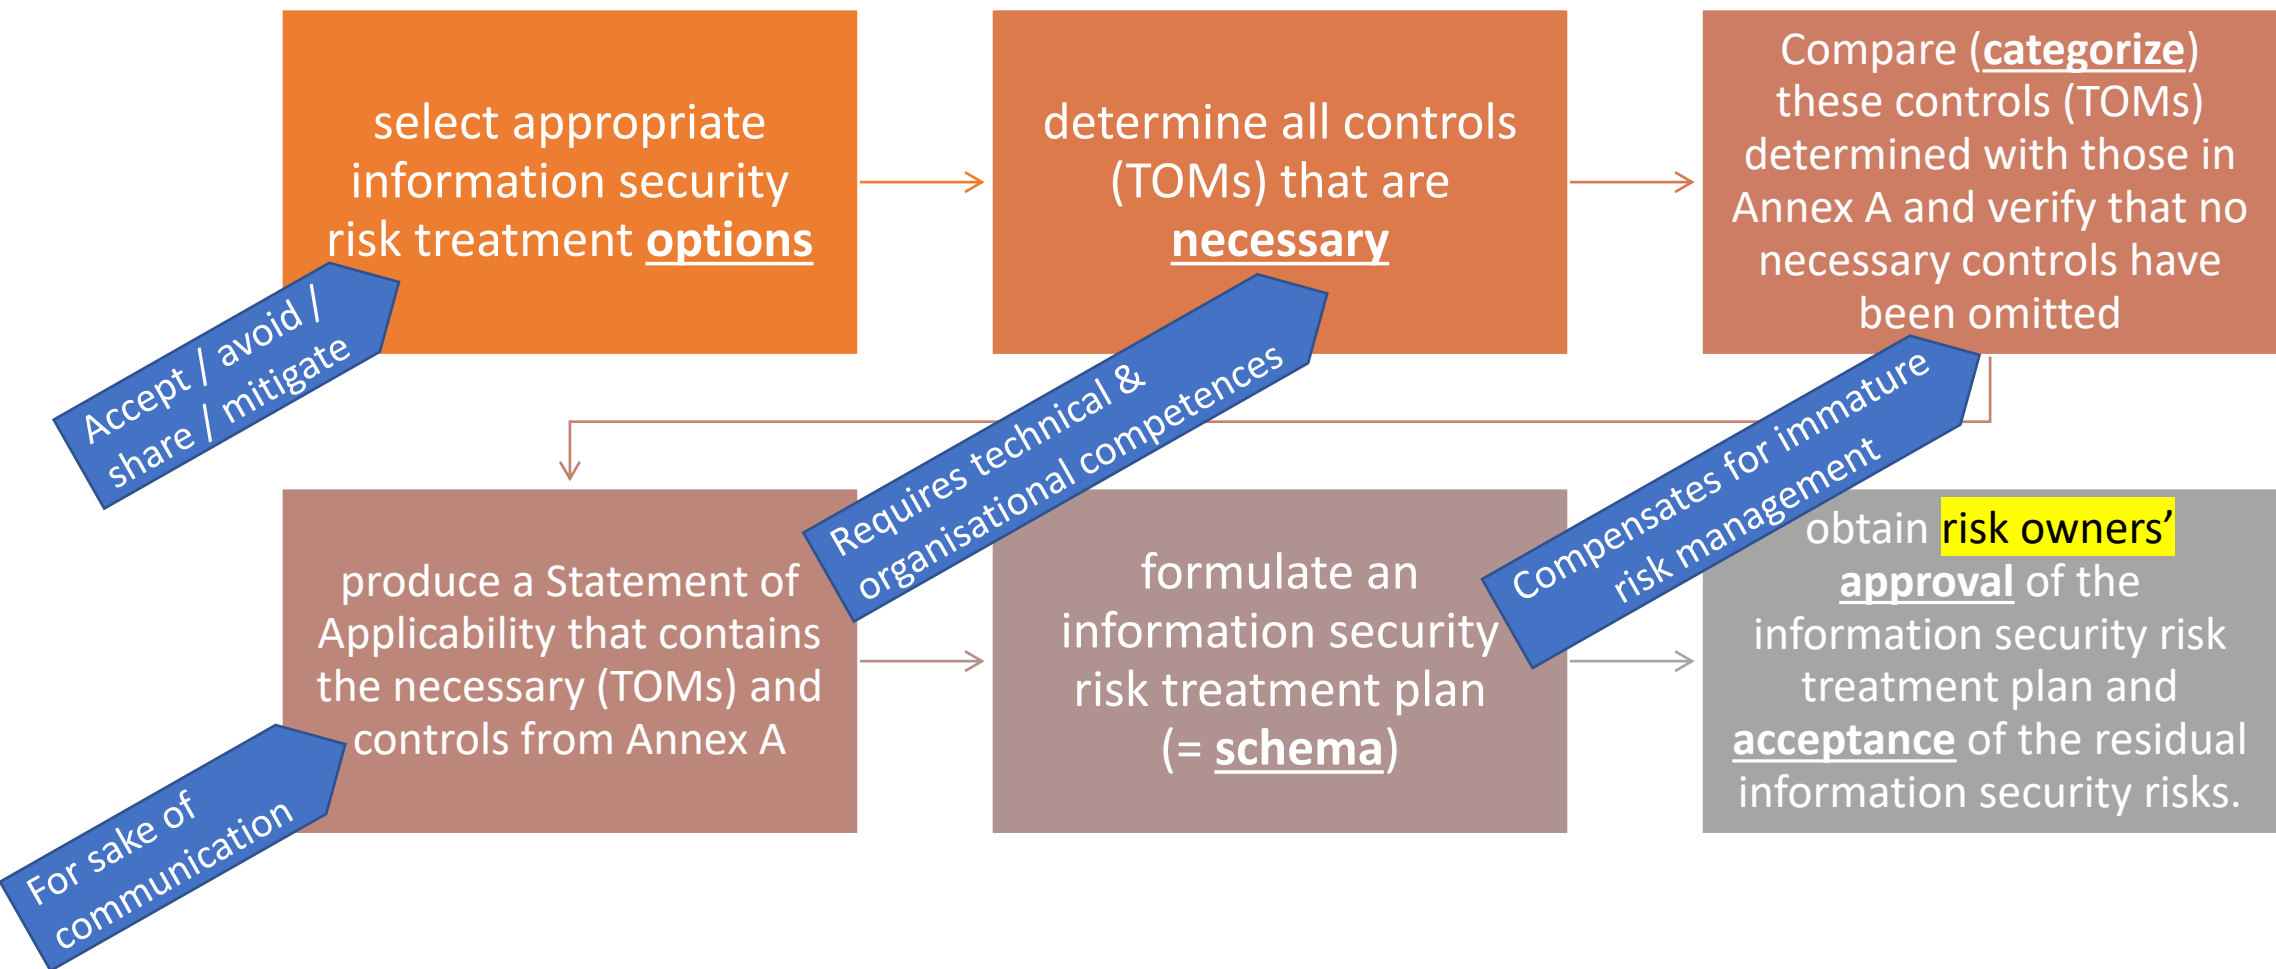 select appropriate
information security
risk treatment options
determine all controls
(TOMs) that are
necessary
Compare (categorize)
these controls (TOMs)
determined with those in
Annex A and verify that no
necessary controls have
been omitted
Accept / avoid /
share / mitigate
Requires technical &
organisational competences
Compensates for immature
risk management
produce a Statement of
Applicability that contains
the necessary (TOMs) and
controls from Annex A
formulate an
information security
risk treatment plan
(= schema)
obtain risk owners’
approval of the
information security risk
treatment plan and
acceptance of the residual
information security risks.
For sake of
communication